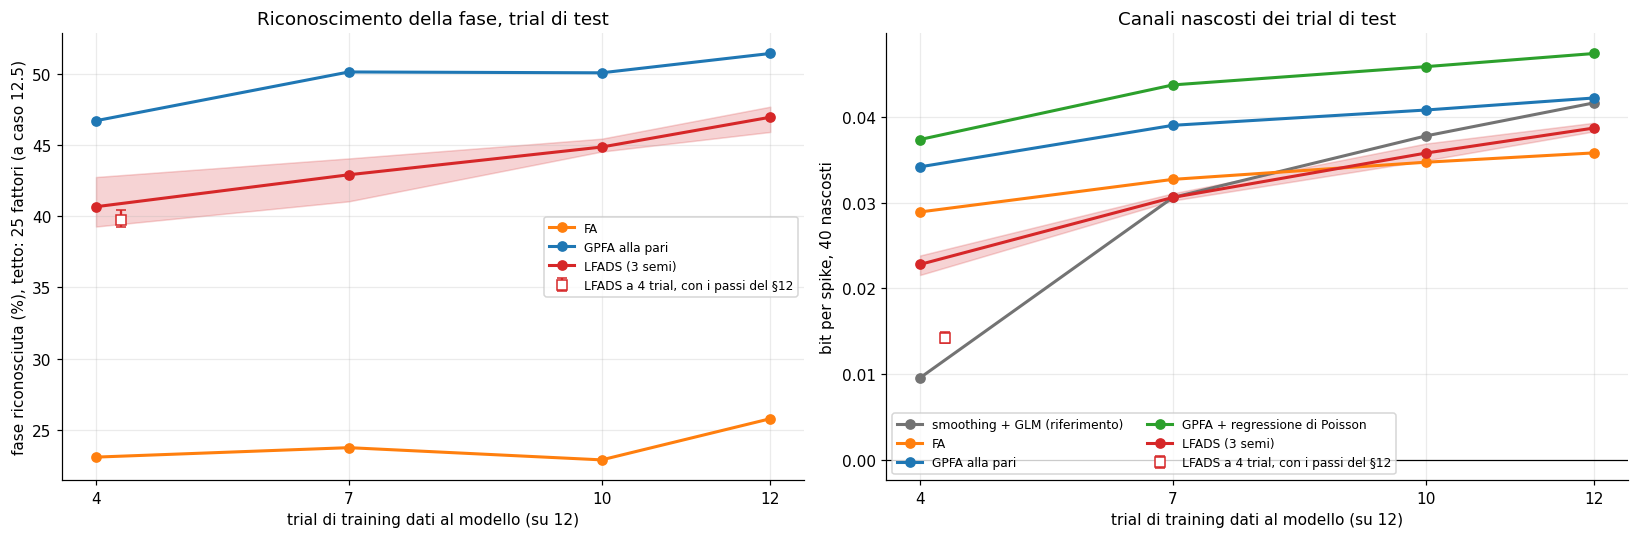 Riconoscimento della fase, trial di test
fase riconosciuta (%), tetto: 25 fattori (a caso 12.5)
50
45
40
35
30
25
FA
GPFA alla pari
LFADS (3 semi)
LFADS a 4 trial, con i passi del §12
4
7
10
12
trial di training dati al modello (su 12)
Canali nascosti dei trial di test
bit per spike, 40 nascosti
0.04
0.03
0.02
0.01
0.00
smoothing + GLM (riferimento)
FA
GPFA alla pari
GPFA + regressione di Poisson
LFADS (3 semi)
LFADS a 4 trial, con i passi del §12
4
7
10
12
trial di training dati al modello (su 12)